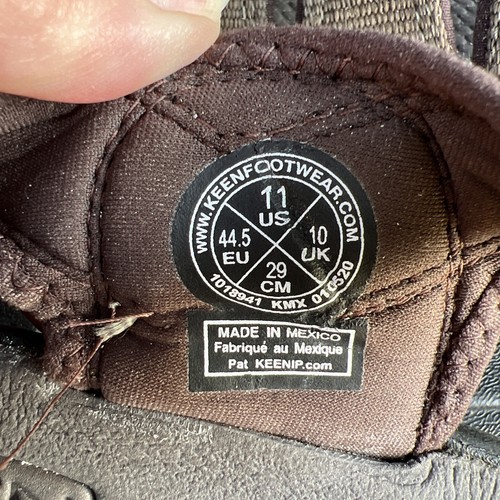 WWW.KEENFOOTWEAR.COM
11
US
44.5
EU
10
UK
29
CM
1018941 KMX 010520
MADE IN MEXICO
Fabriqué au Mexique
Pat KEENIP.com